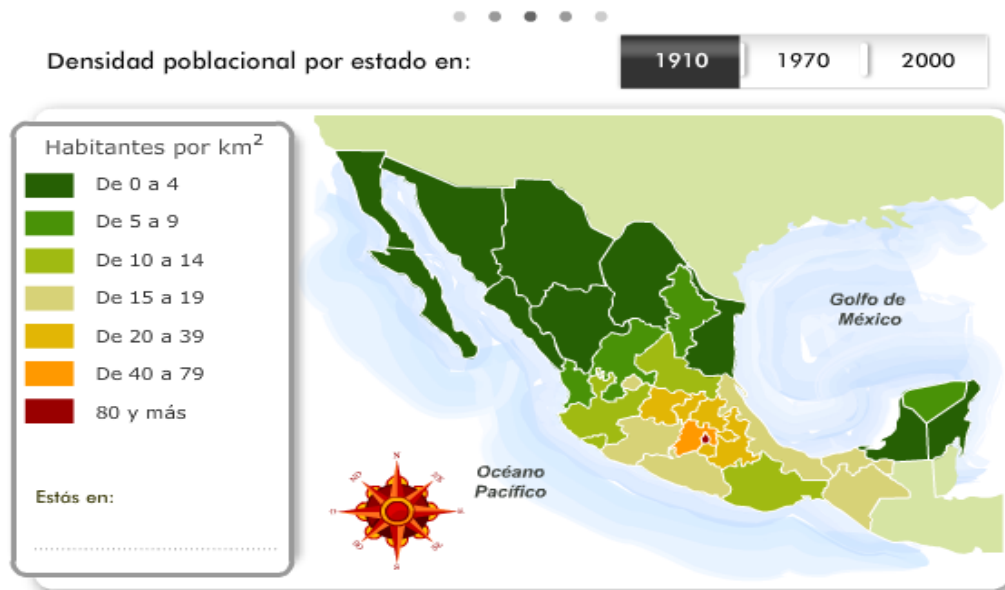 Densidad poblacional por estado en:
1910
1970
2000
Habitantes por km²
De 0 a 4
De 5 a 9
De 10 a 14
De 15 a 19
De 20 a 39
De 40 a 79
80 y más
Estás en:
Golfo de
México
Océano
Pacífico
N
S